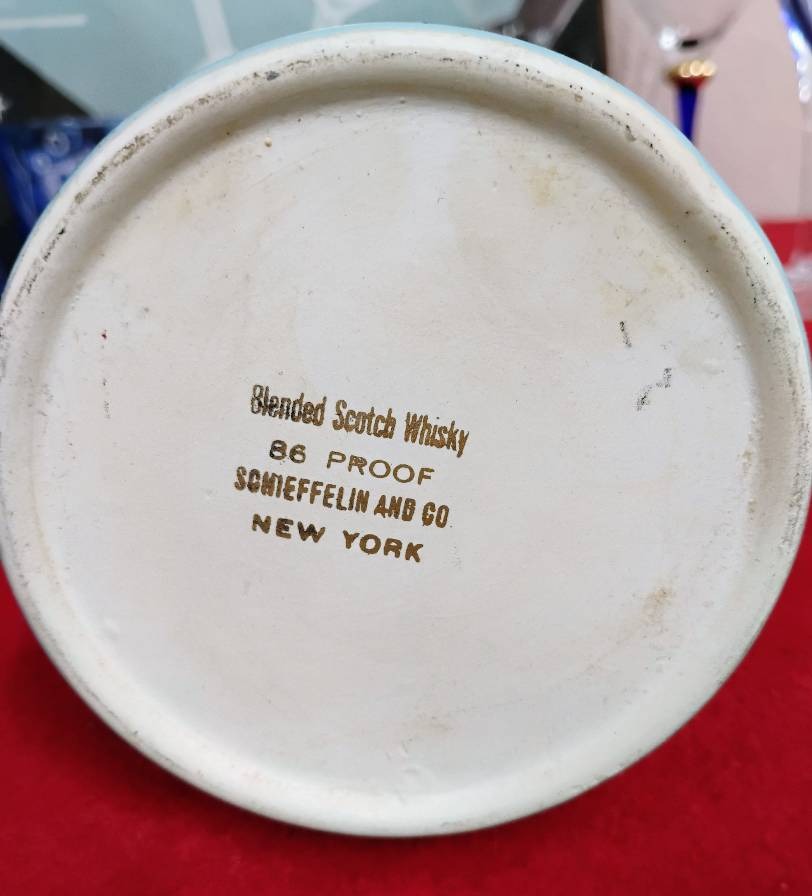 Blended Scotch Whisky
86 PROOF
SCHIEFFELIN AND CO
NEW YORK